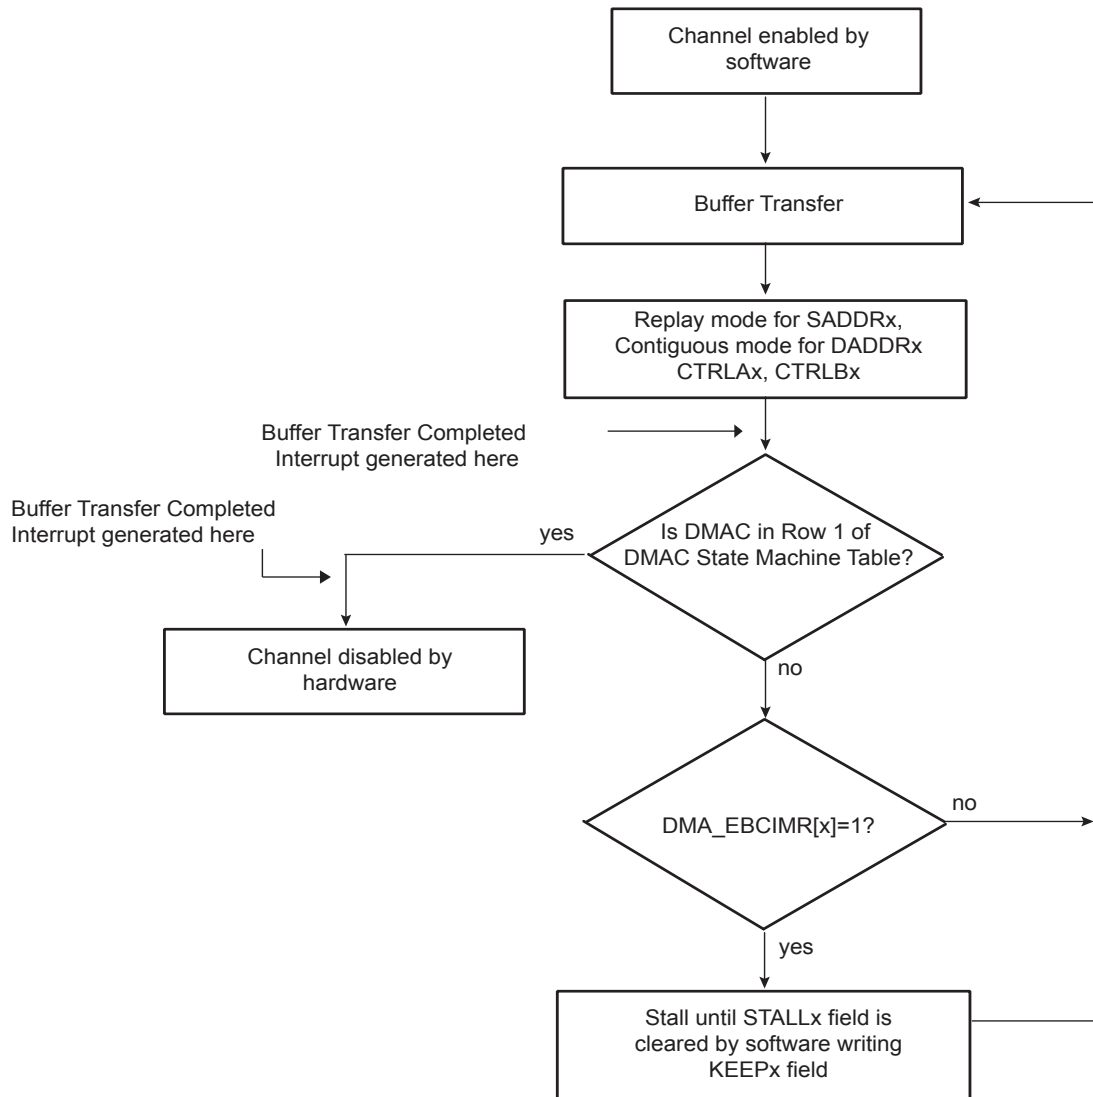 Channel enabled by
software
Buffer Transfer
Replay mode for SADDRx,
Contiguous mode for DADDRx
CTRLAx, CTRLBx
Buffer Transfer Completed
Interrupt generated here
Buffer Transfer Completed
Interrupt generated here
yes
Is DMAC in Row 1 of
DMAC State Machine Table?
Channel disabled by
hardware
no
DMA_EBCIMR[x]=1?
no
yes
Stall until STALLx field is
cleared by software writing
KEEPx field